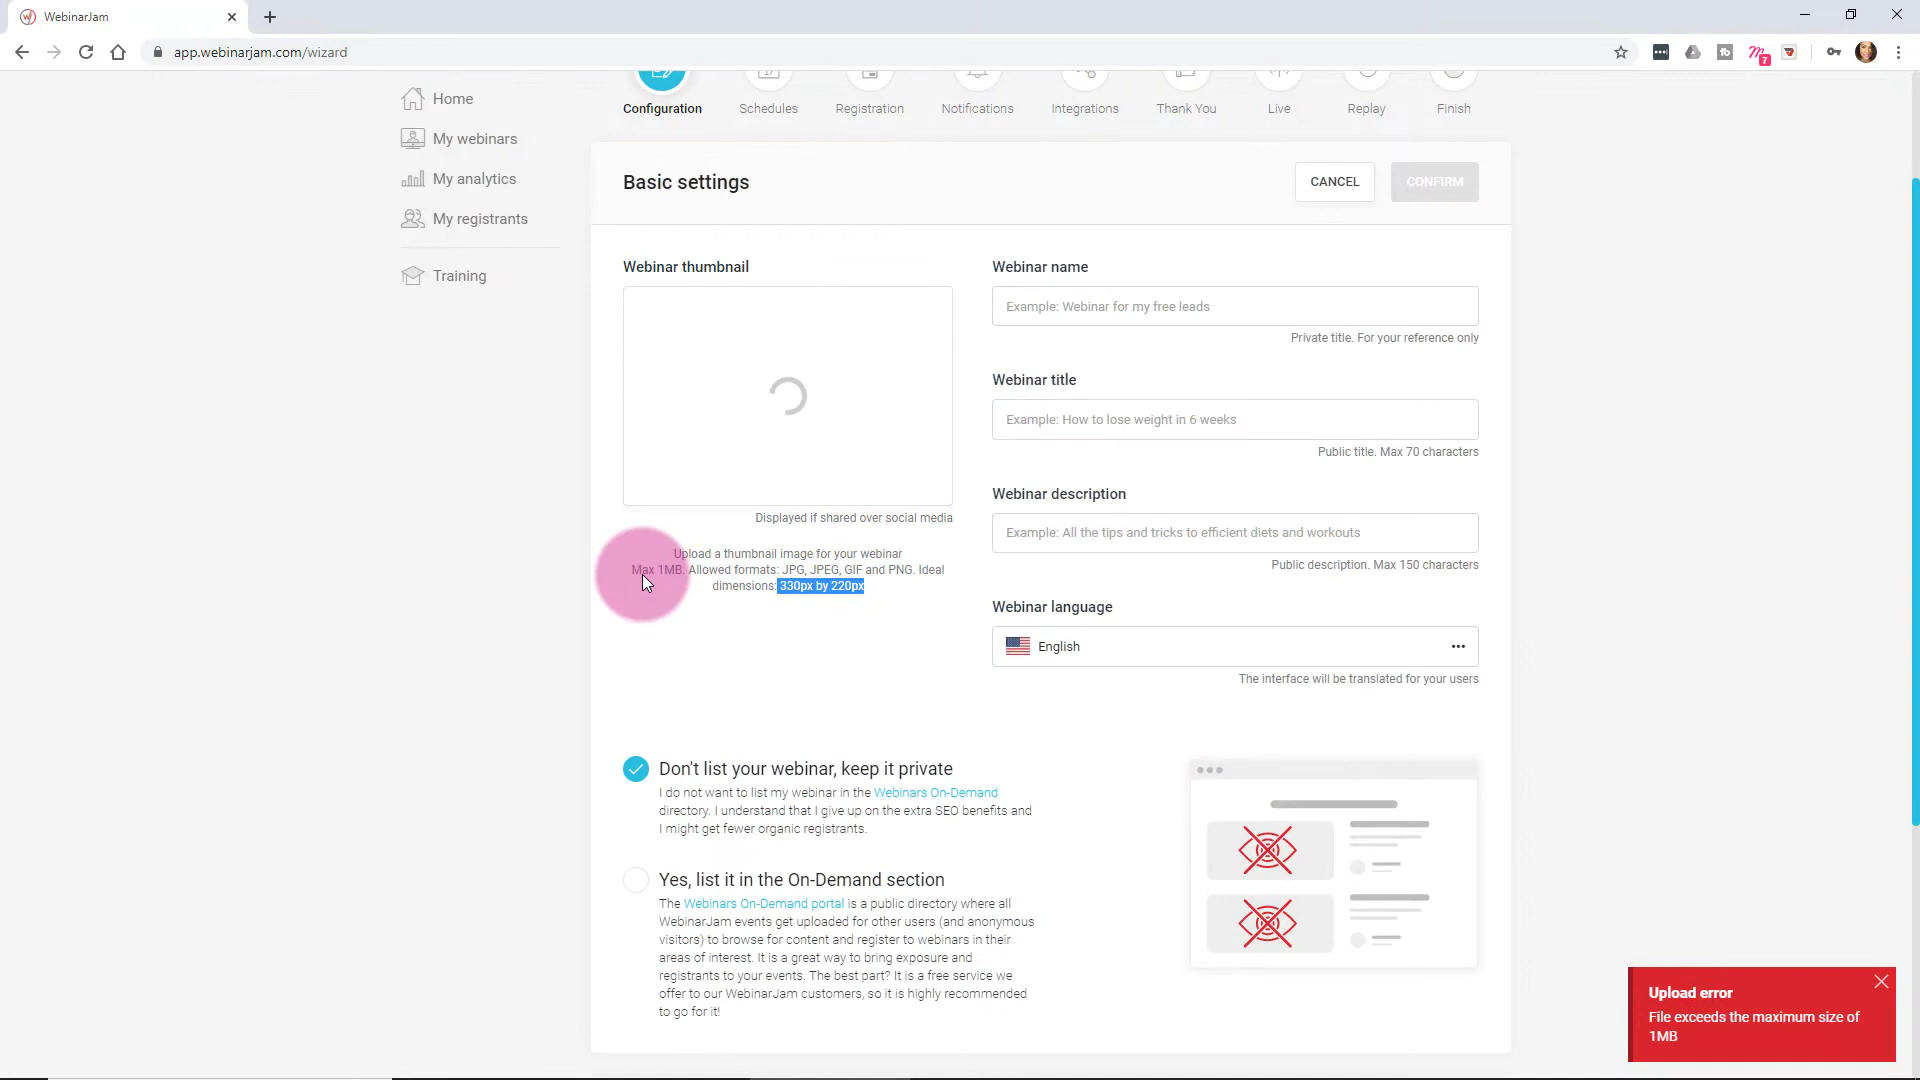 WebinarJam
app.webinarjam.com/wizard
7
Home
My webinars
My analytics
My registrants
Training
Configuration
Schedules
Registration
Notifications
Integrations
Thank You
Live
Replay
Finish
Basic settings
CANCEL
CONFIRM
Webinar thumbnail
Displayed if shared over social media
Upload a thumbnail image for your webinar
Max 1MB. Allowed formats: JPG, JPEG, GIF and PNG. Ideal
dimensions: 330px by 220px
Webinar name
Example: Webinar for my free leads
Private title. For your reference only
Webinar title
Example: How to lose weight in 6 weeks
Public title. Max 70 characters
Webinar description
Example: All the tips and tricks to efficient diets and workouts
Public description. Max 150 characters
Webinar language
English
The interface will be translated for your users
Don't list your webinar, keep it private
I do not want to list my webinar in the Webinars On-Demand
directory. I understand that I give up on the extra SEO benefits and
I might get fewer organic registrants.
Yes, list it in the On-Demand section
The Webinars On-Demand portal is a public directory where all
WebinarJam events get uploaded for other users (and anonymous
visitors) to browse for content and register to webinars in their
areas of interest. It is a great way to bring exposure and
registrants to your events. The best part? It is a free service we
offer to our WebinarJam customers, so it is highly recommended
to go for it!
Upload error
File exceeds the maximum size of
1MB